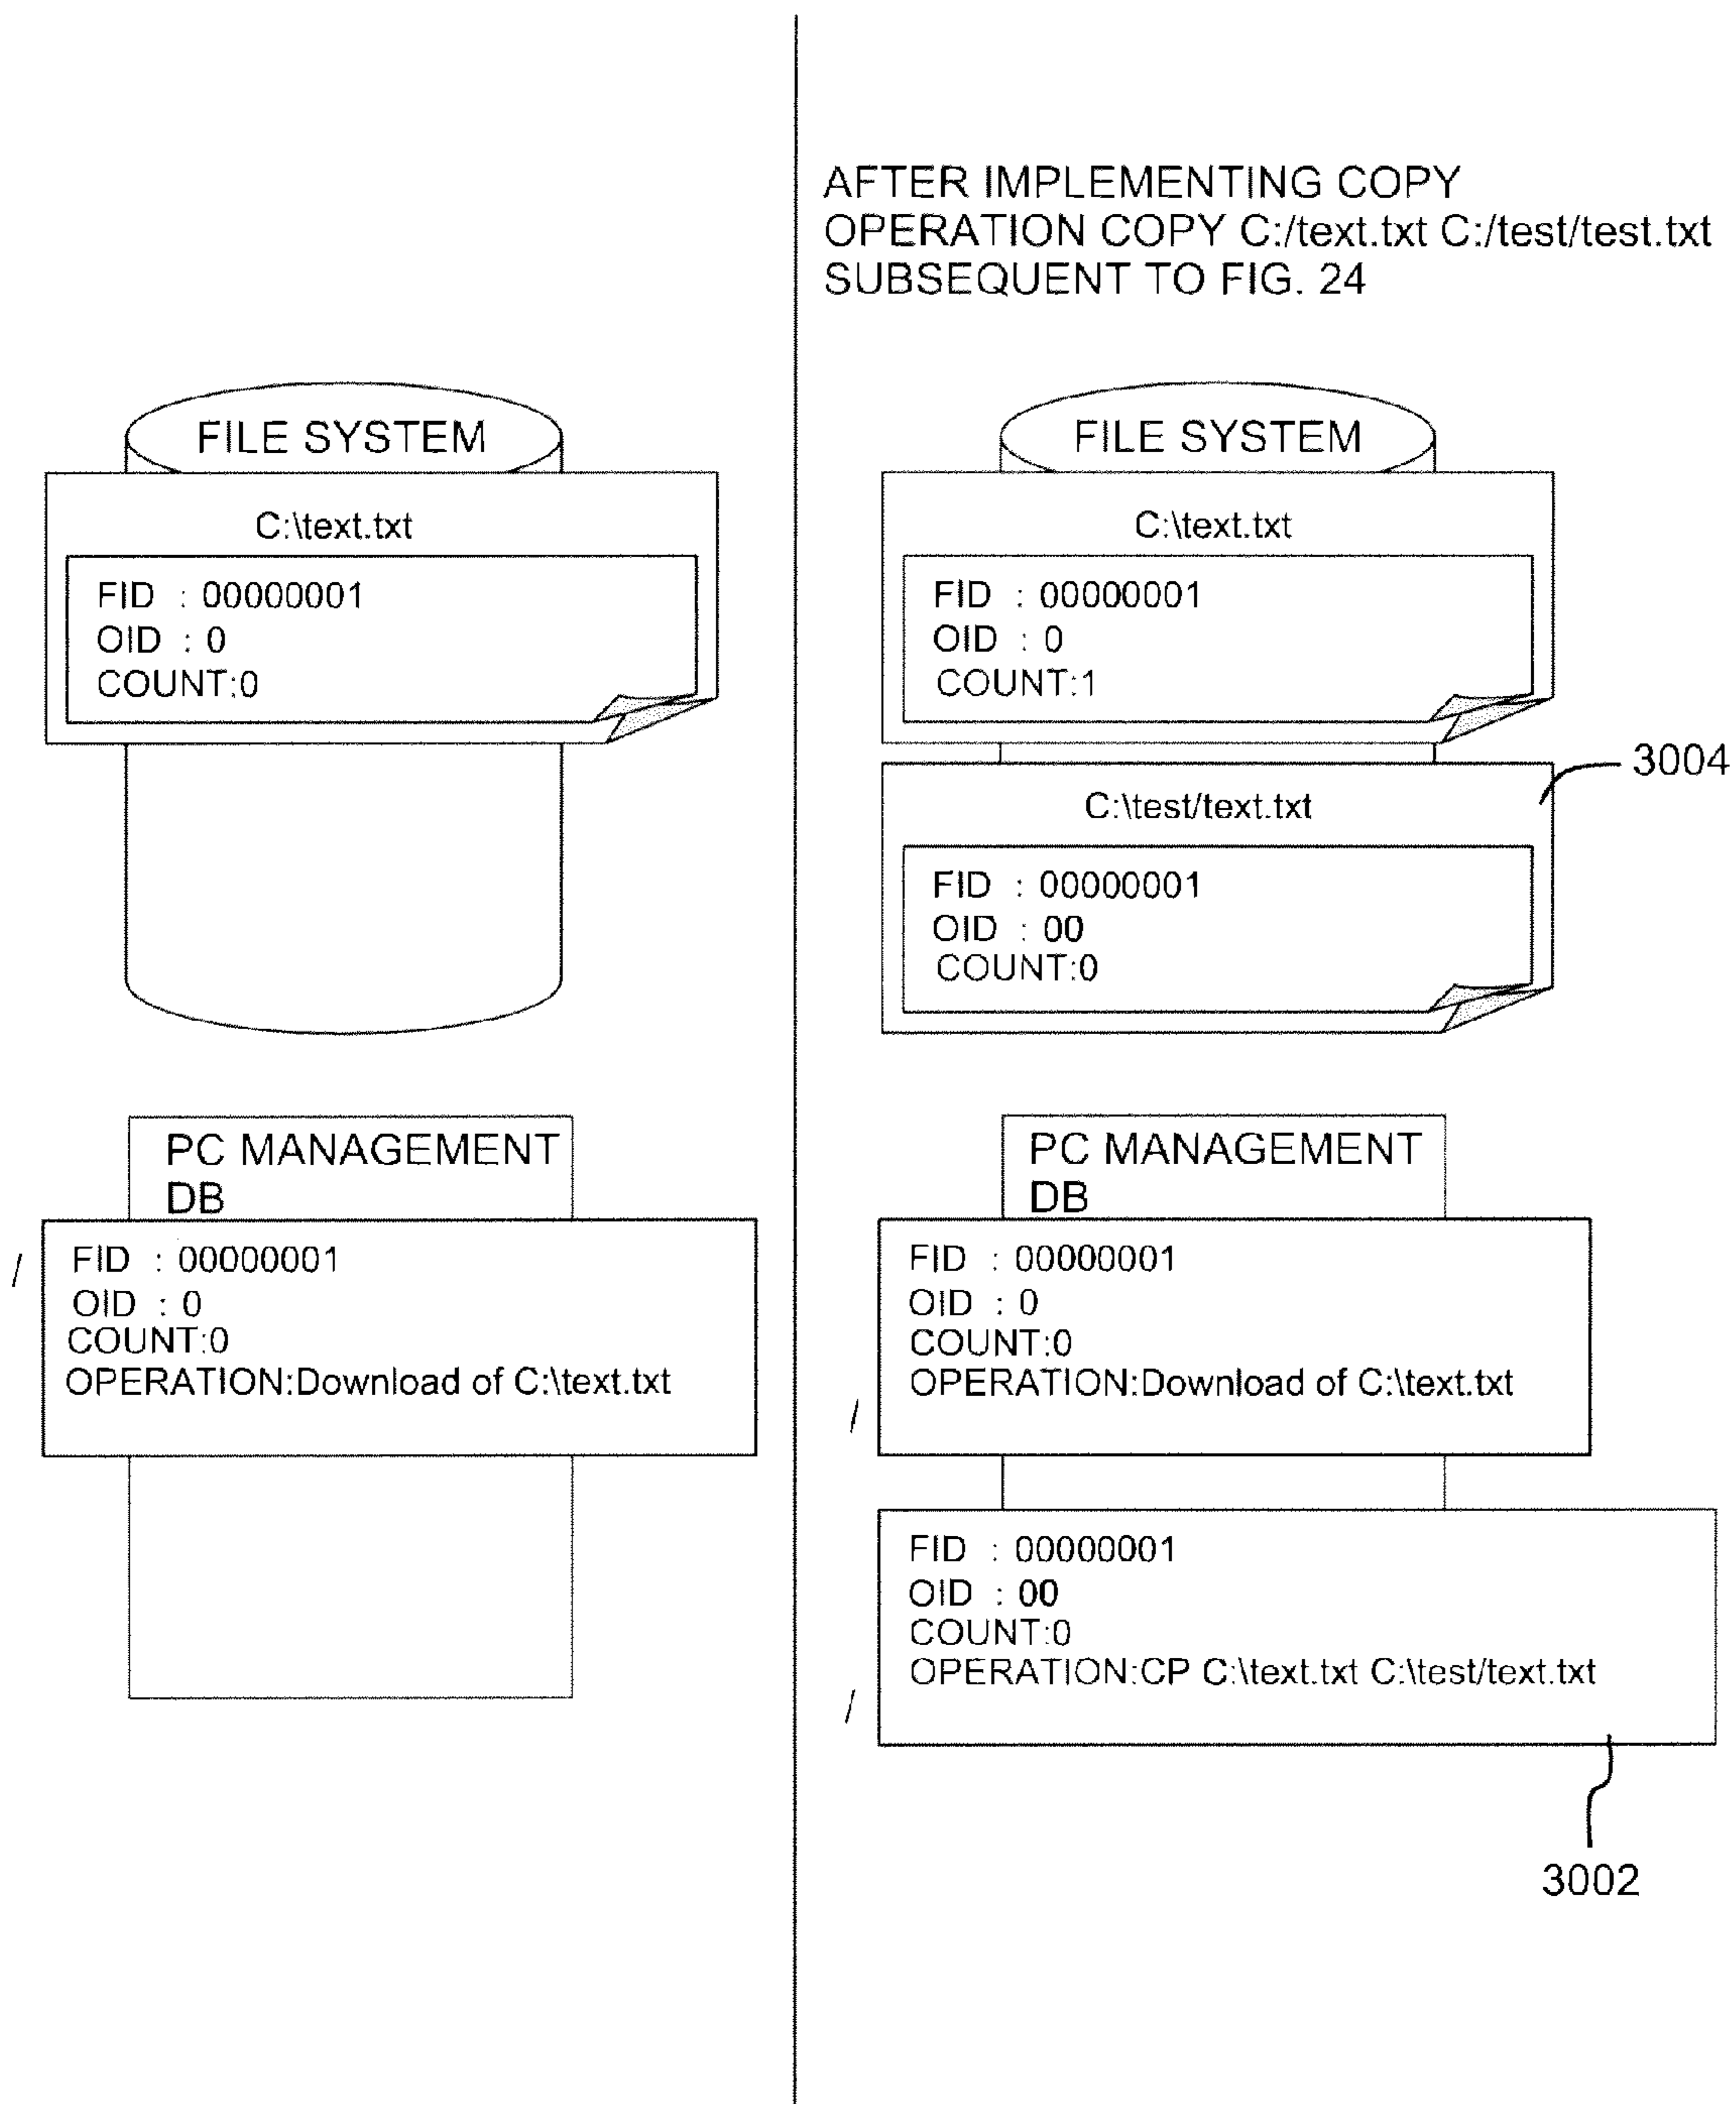 FILE SYSTEM
C:\text.txt
FID : 00000001
OID : 0
COUNT:0
PC MANAGEMENT
DB
FID : 00000001
OID : 0
COUNT:0
OPERATION:Download of C:\text.txt
/
AFTER IMPLEMENTING COPY
OPERATION COPY C:/text.txt C:/test/test.txt
SUBSEQUENT TO FIG. 24
FILE SYSTEM
C:\text.txt
FID : 00000001
OID : 0
COUNT:1
3004
C:\test/text.txt
FID : 00000001
OID : 00
COUNT:0
PC MANAGEMENT
DB
FID : 00000001
OID : 0
COUNT:0
OPERATION:Download of C:\text.txt
/
FID : 00000001
OID : 00
COUNT:0
OPERATION:CP C:\text.txt C:\test/text.txt
/
3002